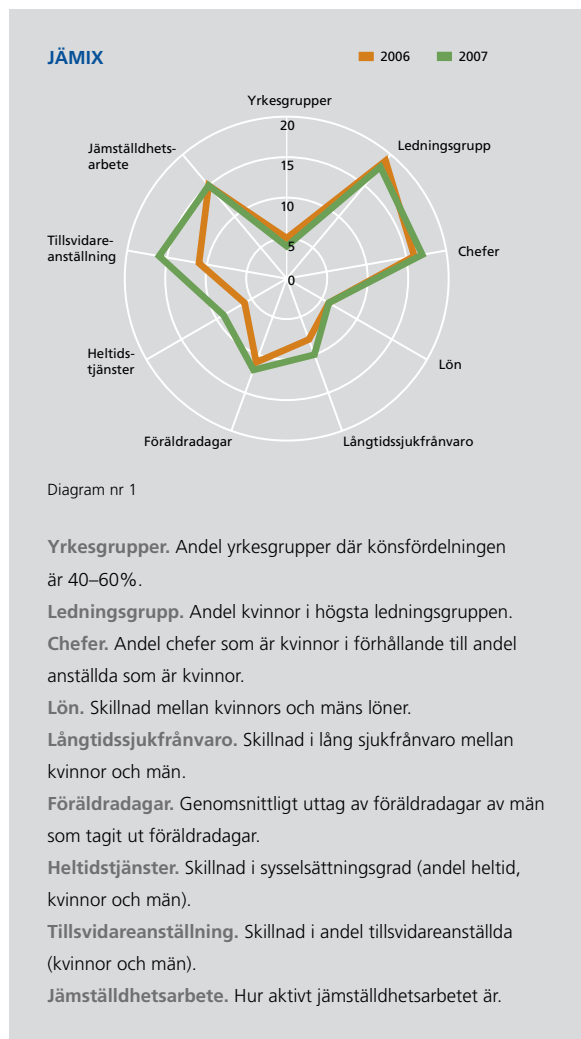 JÄMIX
2006
2007
Yrkesgrupper
20
15
10
5
0
Ledningsgrupp
Chefer
Lön
Långtidssjukfrånvaro
Föräldradagar
Heltids-
tjänster
Tillsvidare-
anställning
Jämställdhets-
arbete
Diagram nr 1
Yrkesgrupper. Andel yrkesgrupper där könsfördelningen
är 40–60%.
Ledningsgrupp. Andel kvinnor i högsta ledningsgruppen.
Chefer. Andel chefer som är kvinnor i förhållande till andel
anställda som är kvinnor.
Lön. Skillnad mellan kvinnors och mäns löner.
Långtidssjukfrånvaro. Skillnad i lång sjukfrånvaro mellan
kvinnor och män.
Föräldradagar. Genomsnittligt uttag av föräldradagar av män
som tagit ut föräldradagar.
Heltidstjänster. Skillnad i sysselsättningsgrad (andel heltid,
kvinnor och män).
Tillsvidareanställning. Skillnad i andel tillsvidareanställda
(kvinnor och män).
Jämställdhetsarbete. Hur aktivt jämställdhetsarbetet är.